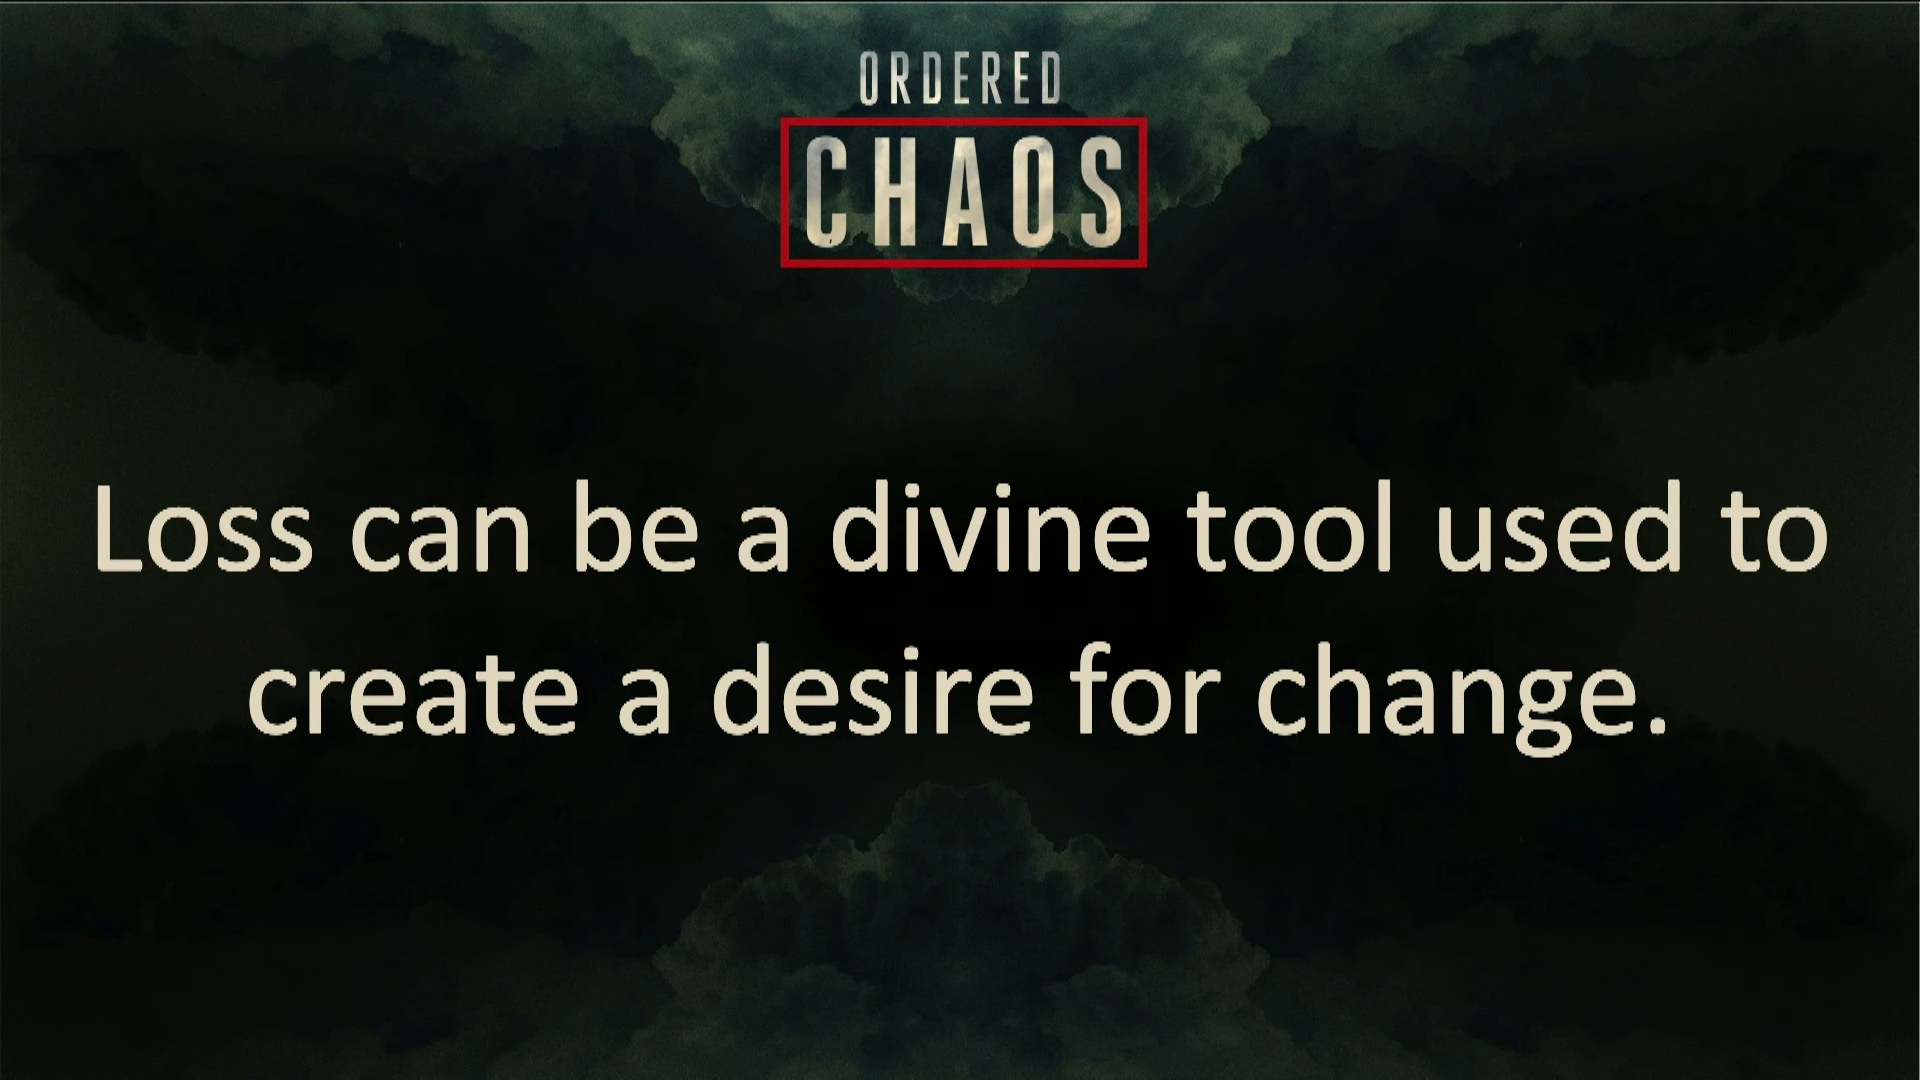 ORDERED
CHAOS
Loss can be a divine tool used to
create a desire for change.